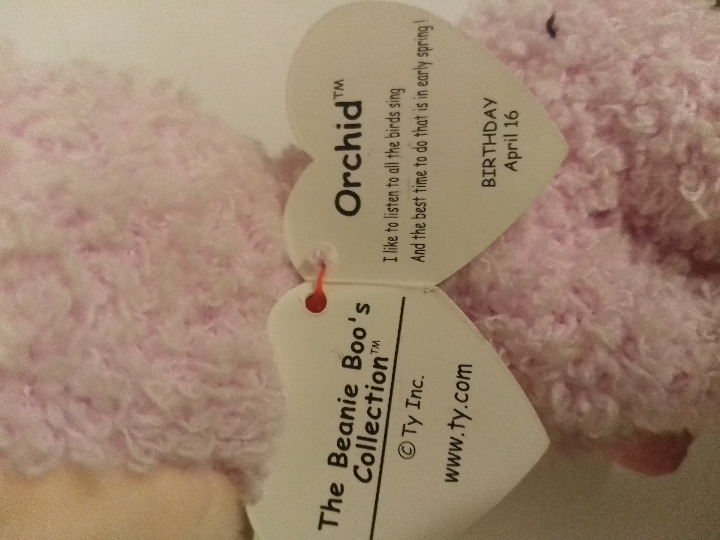 The Beanie Boo's
Collection™
© Ty Inc.
www.ty.com
Orchid™
I like to listen to all the birds sing
And the best time to do that is in early spring!
BIRTHDAY
April 16